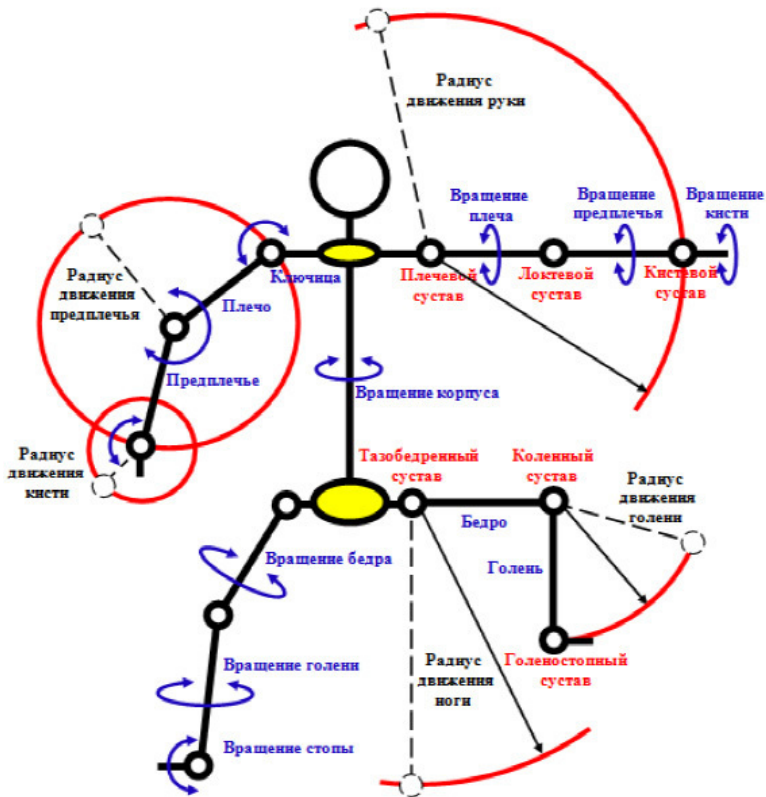 Радиус
движения руки
Вращение
плеча
Вращение
предплечья
Вращение
кисти
Ключица
Плечевой
сустав
Локтевой
сустав
Кистевой
сустав
Радиус
движения
предплечья
Плечо
Предплечье
Вращение корпуса
Радиус
движения
кисти
Тазобедренный
сустав
Коленный
сустав
Радиус
движения
голени
Бедро
Вращение бедра
Голень
Вращение голени
Радиус
движения
ноги
Голеностопный
сустав
Вращение стопы